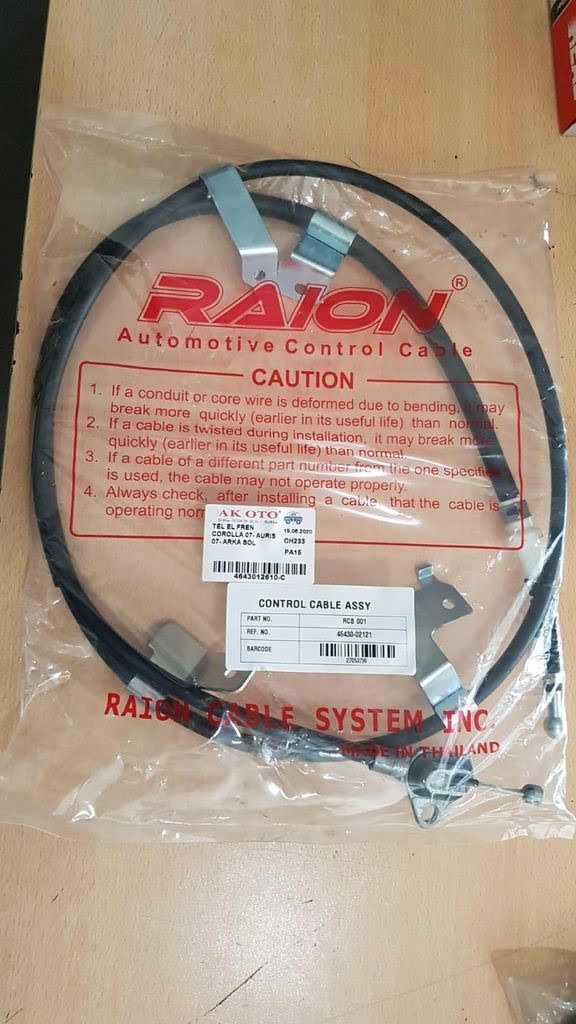 RAION®
Automotive Control Cable
CAUTION
1. If a conduit or core wire is deformed due to bending, it may
break more quickly (earlier in its useful life) than normal.
2. If a cable is twisted during installation, it may break more
quickly (earlier in its useful life) than normal.
3. If a cable of a different part number from the one specified
is used, the cable may not operate properly.
4. Always check, after installing a cable that the cable is
operating nor
AK OTO
TEL EL FREN
COROLLA 07- AURIS
07- ARKA SOL
19.06.2020
CH233
PA15
4643012610-C
CONTROL CABLE ASSY
PART NO. RCB 001
REF. NO. 46430-02121
BARCODE
27053790
RAION CABLE SYSTEM INC.
MADE IN THAILAND